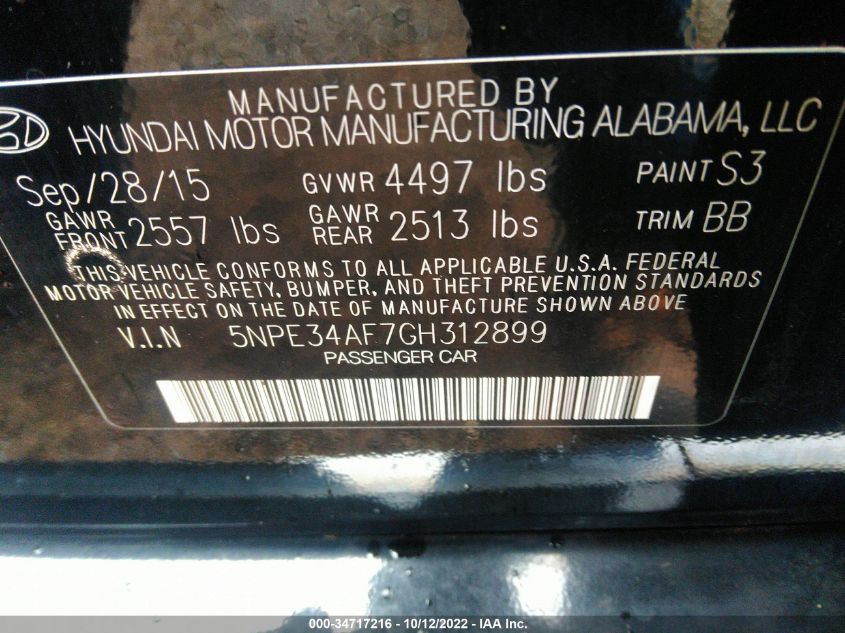 MANUFACTURED BY
HYUNDAI MOTOR MANUFACTURING ALABAMA, LLC
Sep/28/15 GVWR 4497 lbs PAINT S3
GAWR FRONT 2557 lbs GAWR REAR 2513 lbs TRIM BB
THIS VEHICLE CONFORMS TO ALL APPLICABLE U.S.A. FEDERAL
MOTOR VEHICLE SAFETY, BUMPER, AND THEFT PREVENTION STANDARDS
IN EFFECT ON THE DATE OF MANUFACTURE SHOWN ABOVE
V.I.N 5NPE34AF7GH312899
PASSENGER CAR
000-34717216 - 10/12/2022 - IAA Inc.